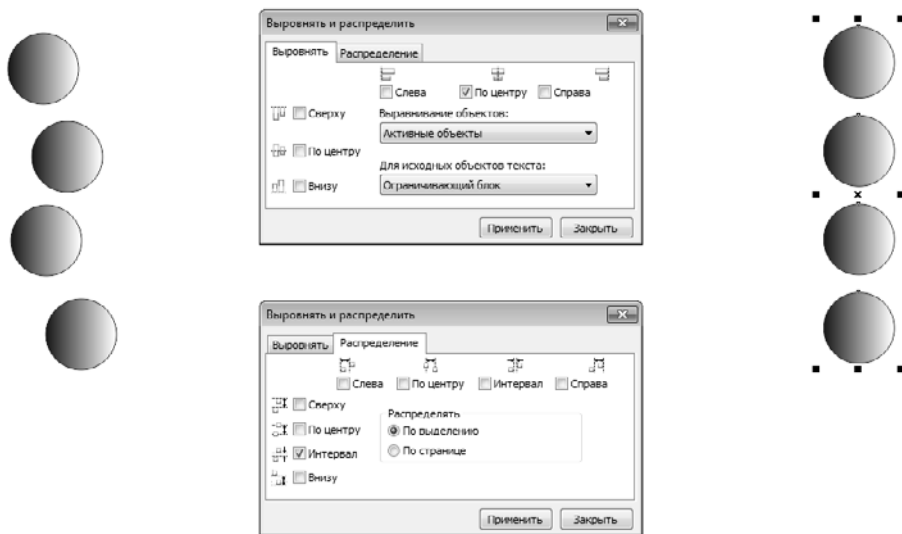 Выровнять и распределить
Выровнять Распределение
Слева По центру Справа
Сверху Выравнивание объектов:
Активные объекты
По центру
Для исходных объектов текста:
Внизу Ограничивающий блок
Применить Закрыть
Выровнять и распределить
Выровнять Распределение
Слева По центру Интервал Справа
Сверху
Распределять
По центру По выделению
Интервал По странице
Внизу
Применить Закрыть